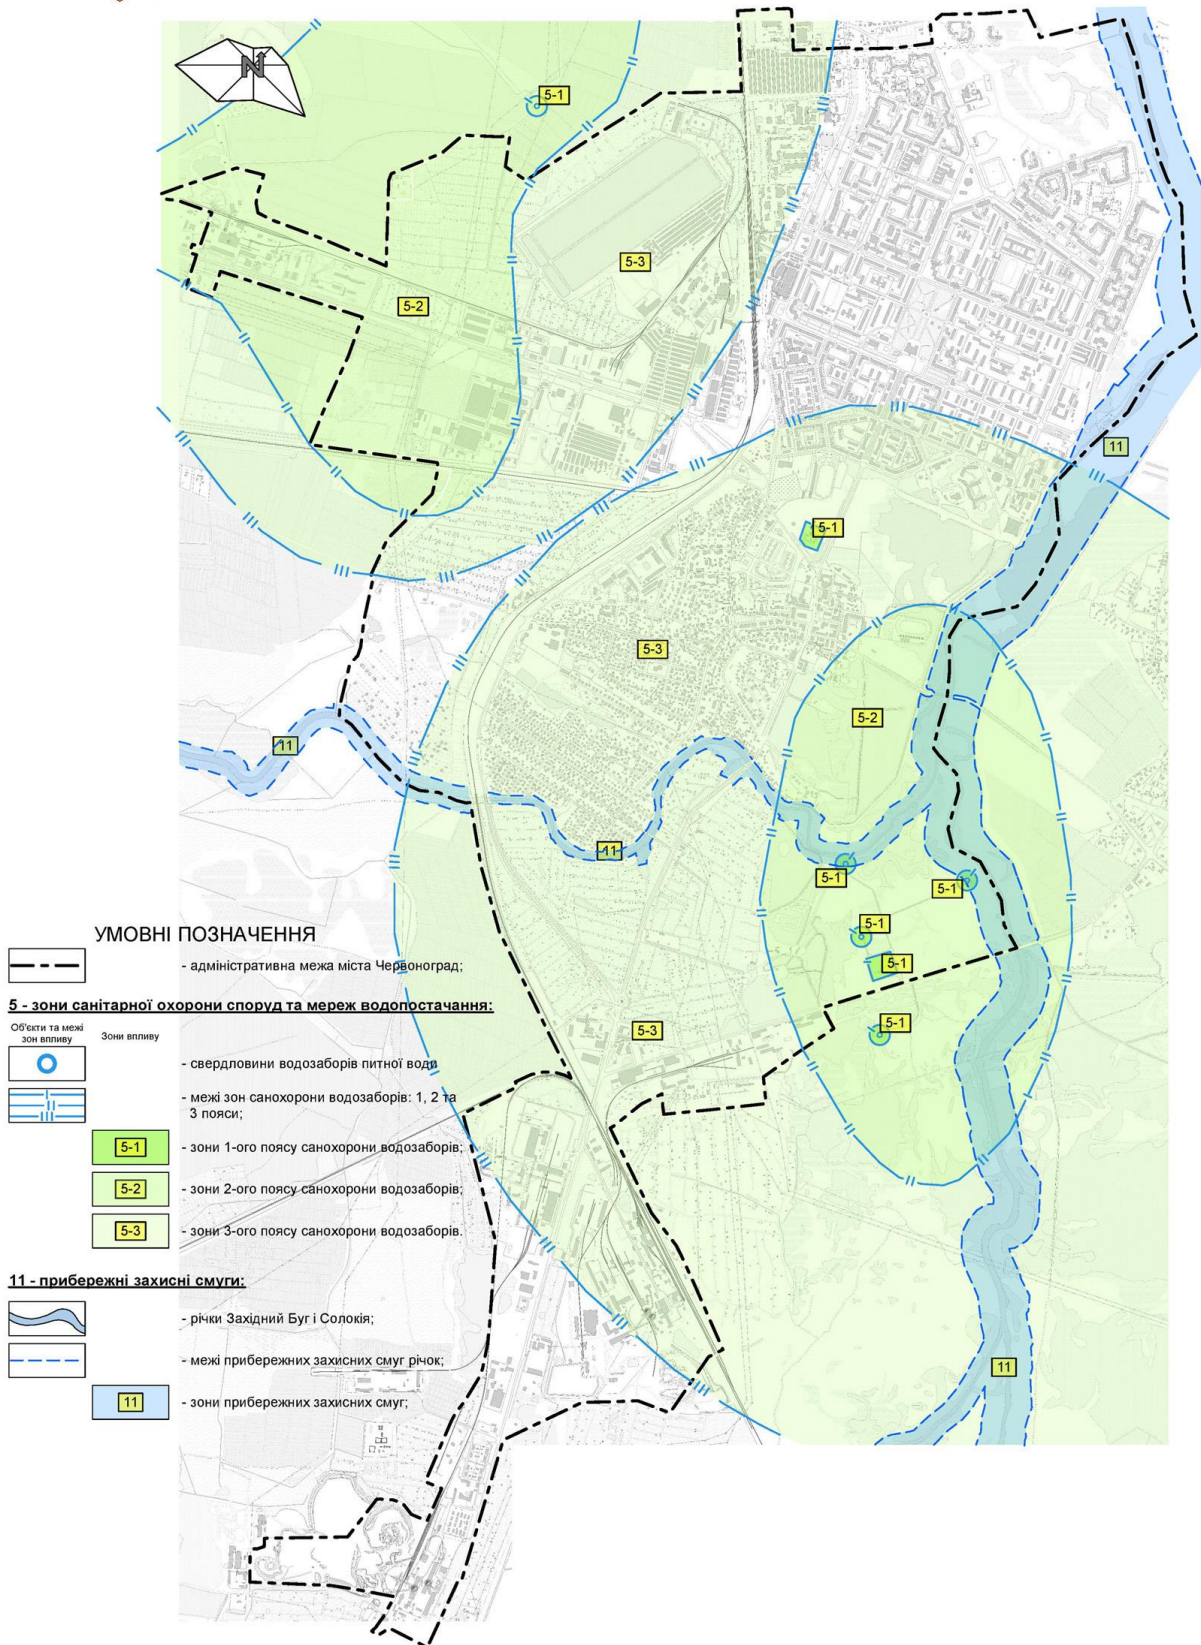 N
5-1
5-3
5-2
11
5-1
5-3
5-2
11
11
5-1
5-1
5-1
5-1
5-3
5-1
11
УМОВНІ ПОЗНАЧЕННЯ
- адміністративна межа міста Червоноград;
5 - зони санітарної охорони споруд та мереж водопостачання:
Об'єкти та межі
зон впливу
Зони впливу
- свердловини водозаборів питної води
- межі зон санохорони водозаборів: 1, 2 та
3 пояси;
5-1
- зони 1-ого поясу санохорони водозаборів;
5-2
- зони 2-ого поясу санохорони водозаборів;
5-3
- зони 3-ого поясу санохорони водозаборів.
11 - прибережні захисні смуги:
- річки Західний Буг і Солокія;
- межі прибережних захисних смуг річок;
11
- зони прибережних захисних смуг;